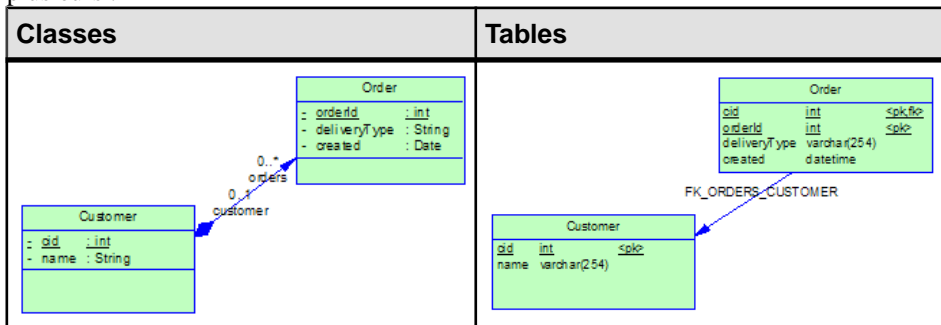 Classes
Tables
Order
- orderId : int
- deliveryType : String
- created : Date
0..*
orders
0..1
customer
Customer
- cid : int
- name : String
Order
cid int <pk,fk>
orderId int <pk>
deliveryType varchar(254)
created datetime
FK_ORDERS_CUSTOMER
Customer
cid int <pk>
name varchar(254)